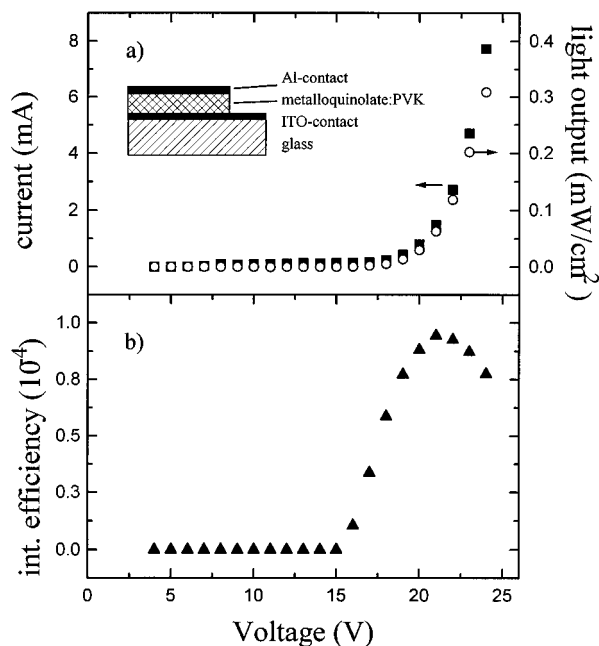 a)
Al-contact
metalloquinolate:PVK
ITO-contact
glass
current (mA)
8
6
4
2
0
light output (mW/cm²)
0.4
0.3
0.2
0.1
0.0
b)
int. efficiency (10⁻⁴)
1.0
0.8
0.5
0.3
0.0
0 5 10 15 20 25
Voltage (V)